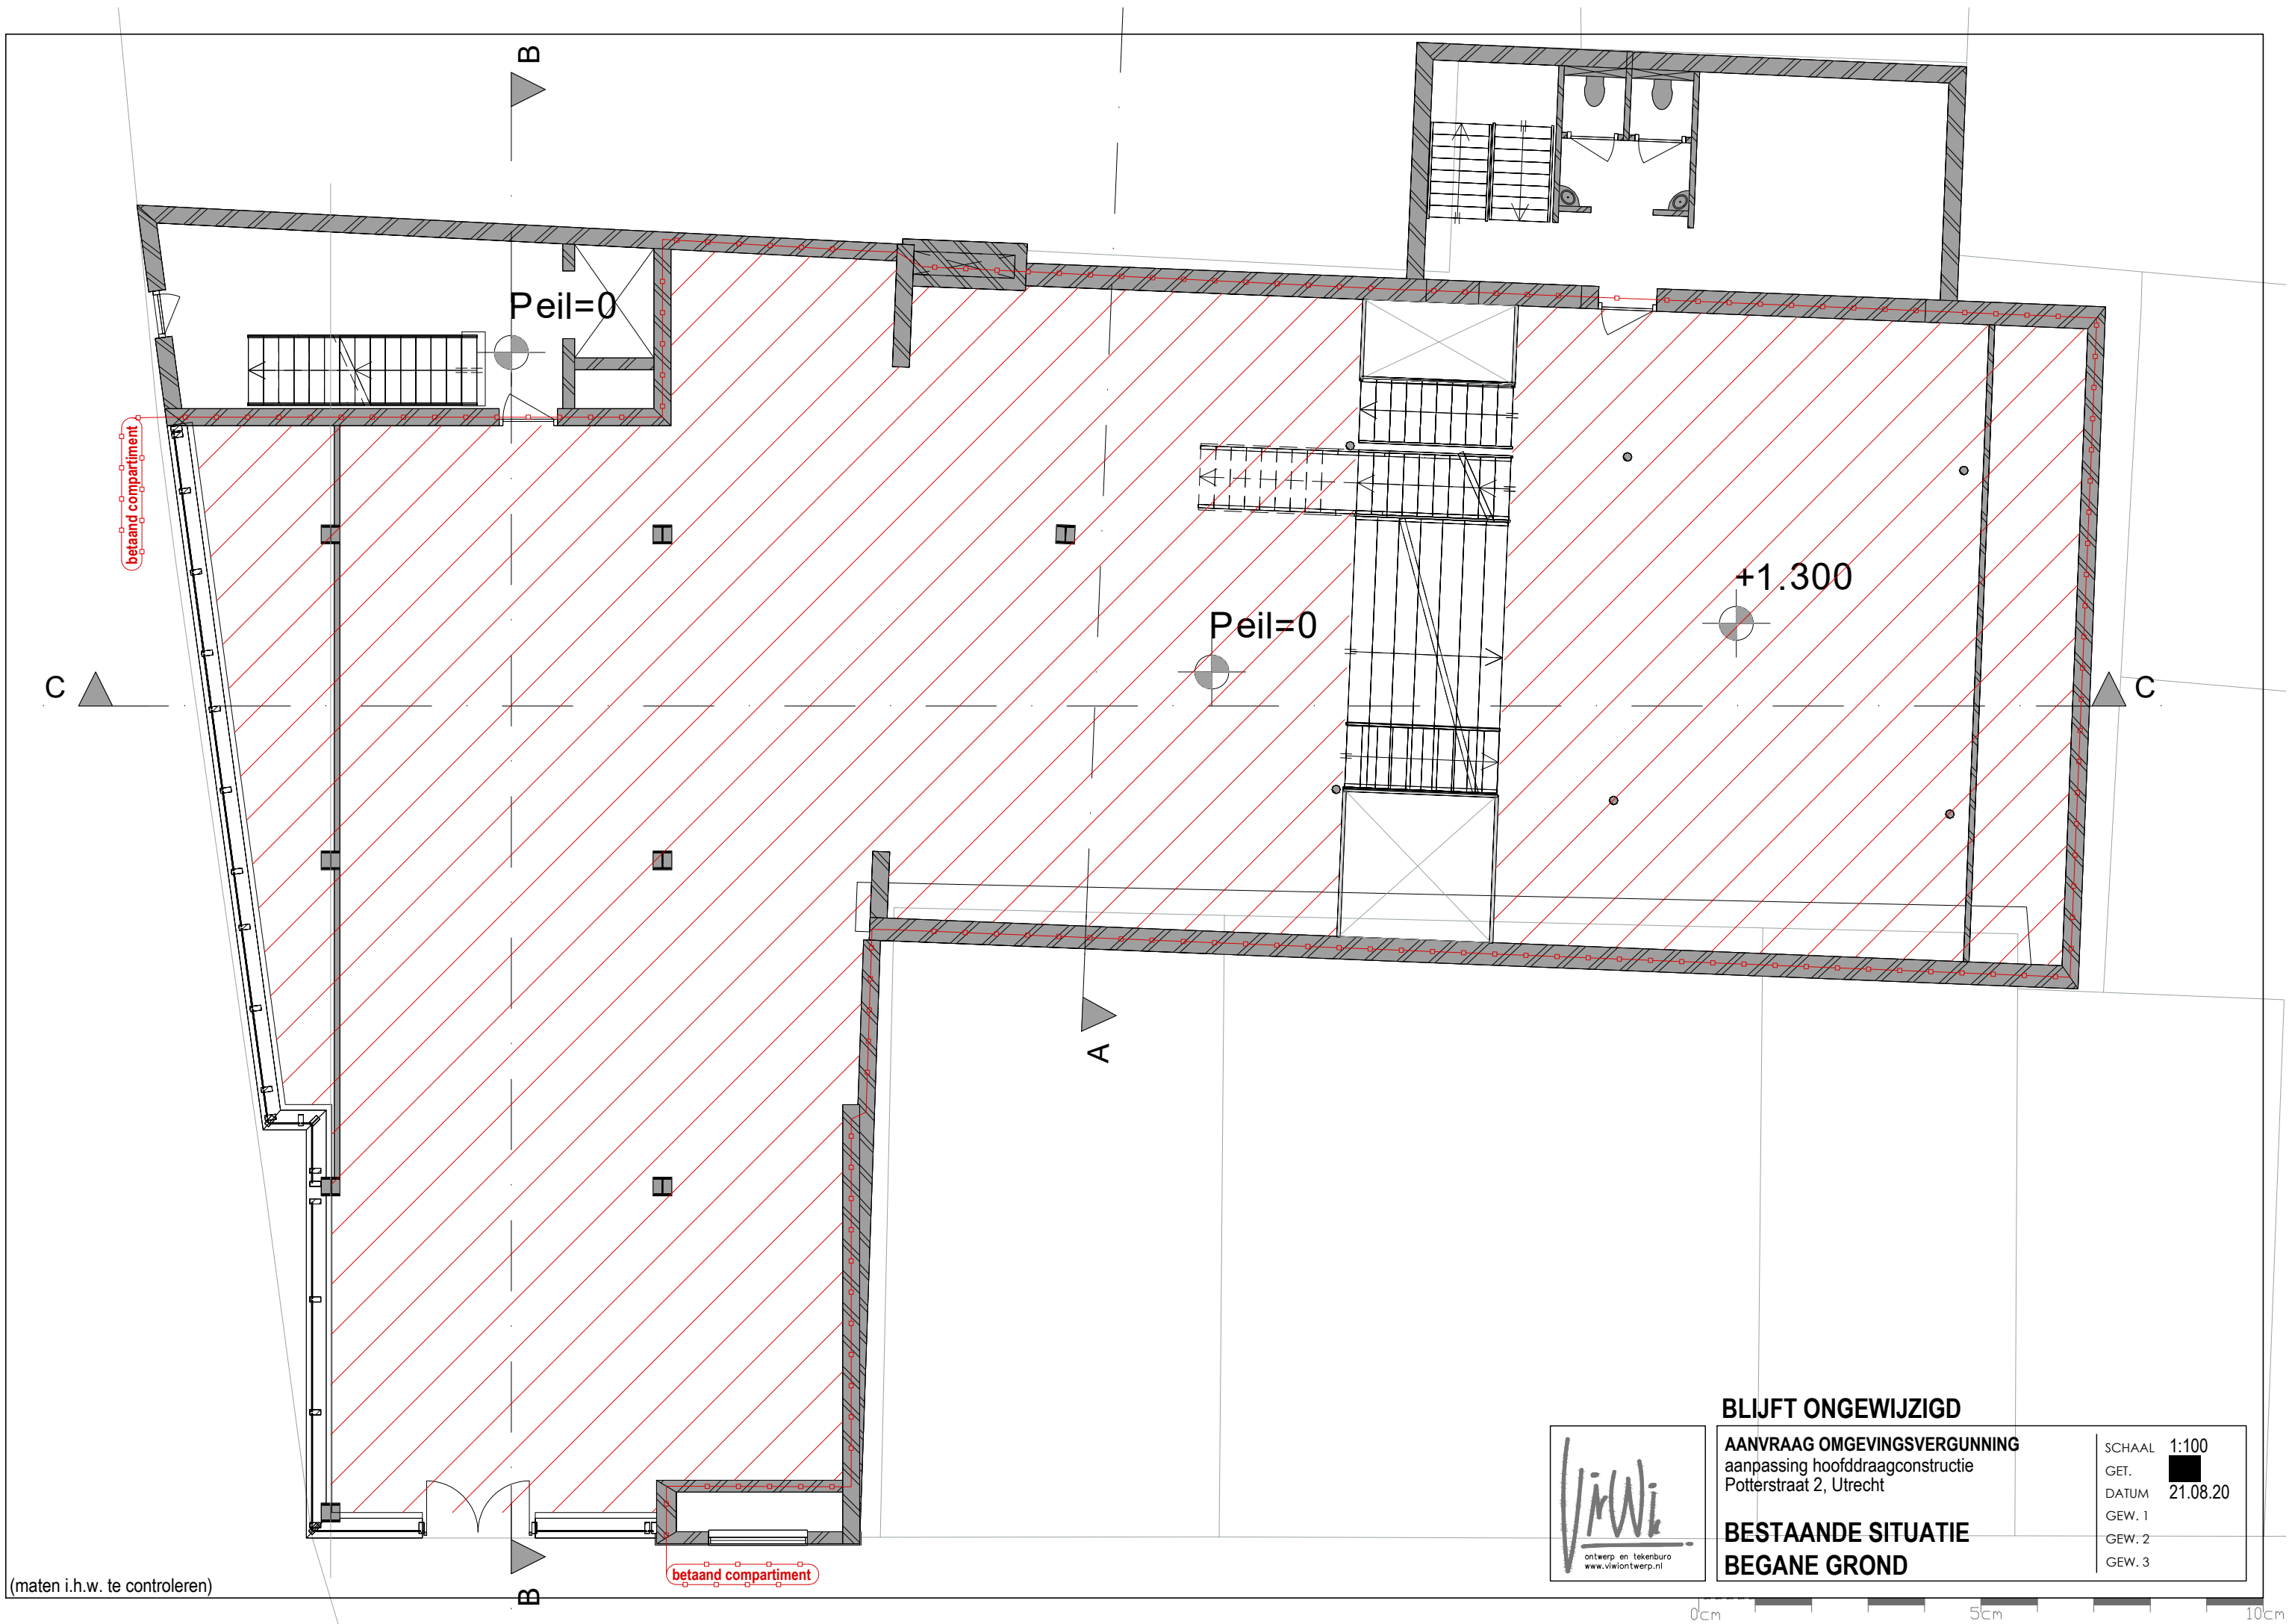 B
Peil=0
betaand compartiment
+1.300
Peil=0
C
C
A
BLIJFT ONGEWIJZIGD
AANVRAAG OMGEVINGSVERGUNNING
aanpassing hoofddraagconstructie
Potterstraat 2, Utrecht
BESTAANDE SITUATIE
BEGANE GROND
SCHAAL 1:100
GET.
DATUM 21.08.20
GEW. 1
GEW. 2
GEW. 3
ViWi
ontwerp en tekenburo
www.viwiontwerp.nl
betaand compartiment
B
(maten i.h.w. te controleren)
0cm 5cm 10cm